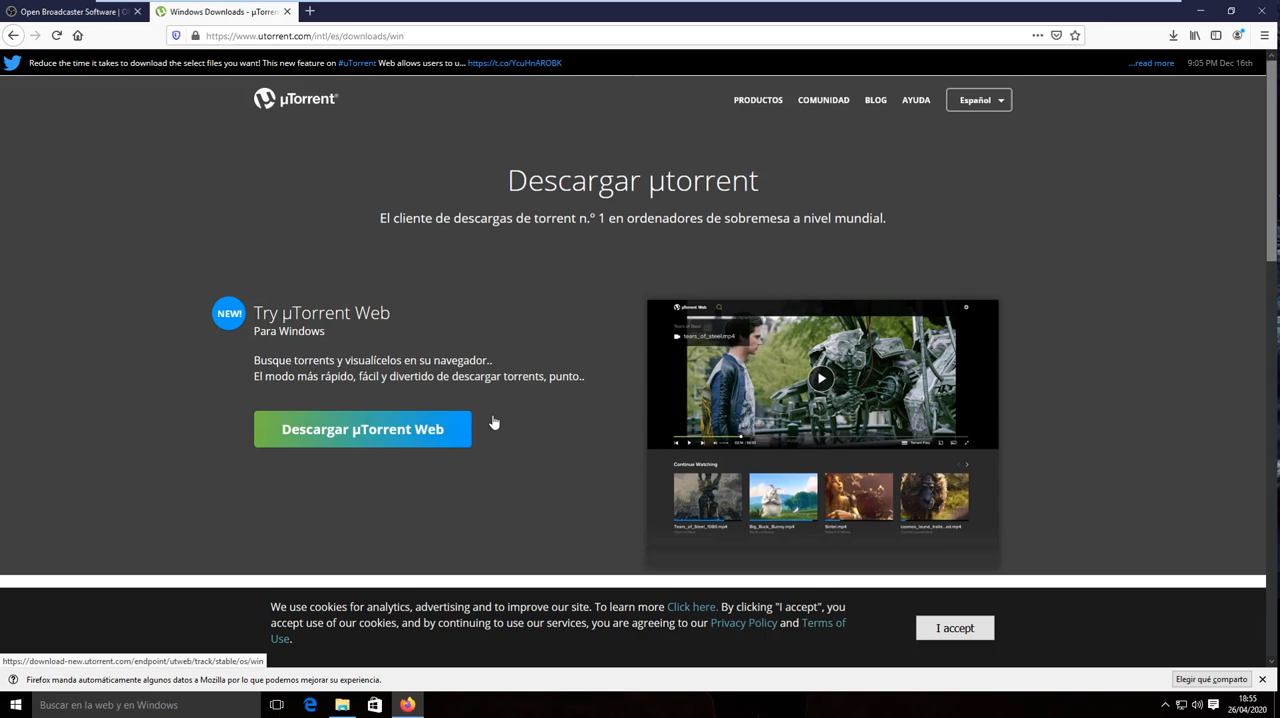 Open Broadcaster Software | O
Windows Downloads - µTorren
https://www.utorrent.com/intl/es/downloads/win
Reduce the time it takes to download the select files you want! This new feature on #uTorrent Web allows users to u... https://t.co/YcuHnAROBK
...read more
9:05 PM Dec 16th
µTorrent®
PRODUCTOS
COMUNIDAD
BLOG
AYUDA
Español
Descargar µtorrent
El cliente de descargas de torrent n.º 1 en ordenadores de sobremesa a nivel mundial.
NEW!
Try µTorrent Web
Para Windows
Busque torrents y visualícelos en su navegador..
El modo más rápido, fácil y divertido de descargar torrents, punto..
Descargar µTorrent Web
µTorrent Web
Tears of Steel
tears_of_steel.mp4
Continue Watching
Tears_of_Steel_1080.mp4
Big_Buck_Bunny.mp4
Sintel.mp4
We use cookies for analytics, advertising and to improve our site. To learn more Click here. By clicking "I accept", you
accept use of our cookies, and by continuing to use our services, you are agreeing to our Privacy Policy and Terms of
Use.
I accept
https://download-new.utorrent.com/endpoint/utweb/track/stable/os/win
Firefox manda automáticamente algunos datos a Mozilla por lo que podemos mejorar su experiencia.
Elegir qué comparto
Buscar en la web y en Windows
18:55
26/04/2020